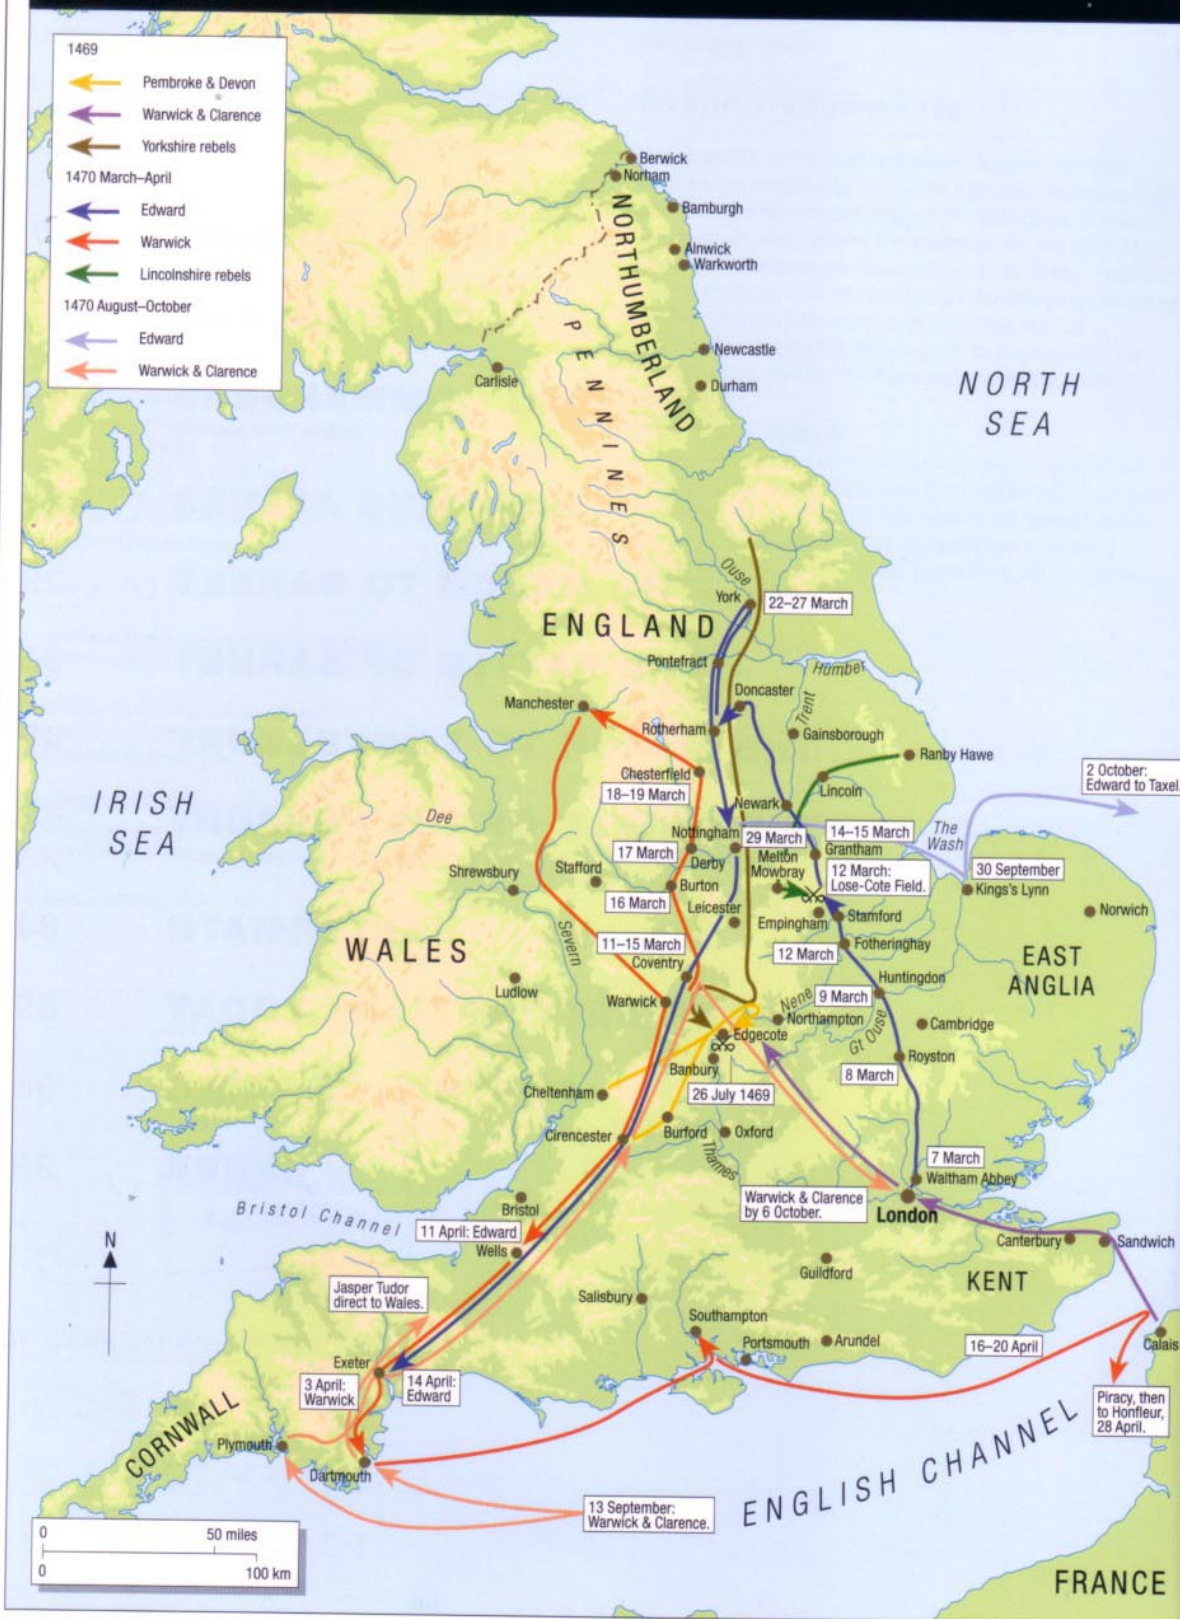 1469
Pembroke & Devon
Warwick & Clarence
Yorkshire rebels
1470 March–April
Edward
Warwick
Lincolnshire rebels
1470 August–October
Edward
Warwick & Clarence
Berwick
Norham
Bamburgh
Alnwick
Warkworth
NORTHUMBERLAND
PENNINES
Newcastle
Carlisle
Durham
NORTH
SEA
Ouse
York
22–27 March
ENGLAND
Pontefract
Humber
Doncaster
Trent
Manchester
Rotherham
Gainsborough
Ranby Hawe
Chesterfield
18–19 March
Lincoln
2 October:
Edward to Taxel.
IRISH
SEA
Dee
Newark
Nottingham
29 March
14–15 March
The
Wash
17 March
Derby
Melton
Mowbray
Grantham
12 March:
Lose-Cote Field.
30 September
Kings's Lynn
Shrewsbury
Stafford
Burton
16 March
Leicester
Empingham
Stamford
Norwich
WALES
Severn
11–15 March
Coventry
12 March
Fotheringhay
EAST
ANGLIA
Ludlow
Warwick
9 March
Huntingdon
Nene
Northampton
Gt Ouse
Cambridge
Edgecote
Banbury
Royston
8 March
Cheltenham
26 July 1469
Cirencester
Burford
Oxford
Thames
7 March
Waltham Abbey
Warwick & Clarence
by 6 October.
London
Bristol Channel
Bristol
11 April: Edward
Wells
Canterbury
Sandwich
N
Guildford
KENT
Jasper Tudor
direct to Wales.
Salisbury
Southampton
Portsmouth
Arundel
16–20 April
Calais
Exeter
3 April:
Warwick
14 April:
Edward
Piracy, then
to Honfleur,
28 April.
CORNWALL
Plymouth
Dartmouth
ENGLISH CHANNEL
13 September:
Warwick & Clarence.
0 50 miles
0 100 km
FRANCE